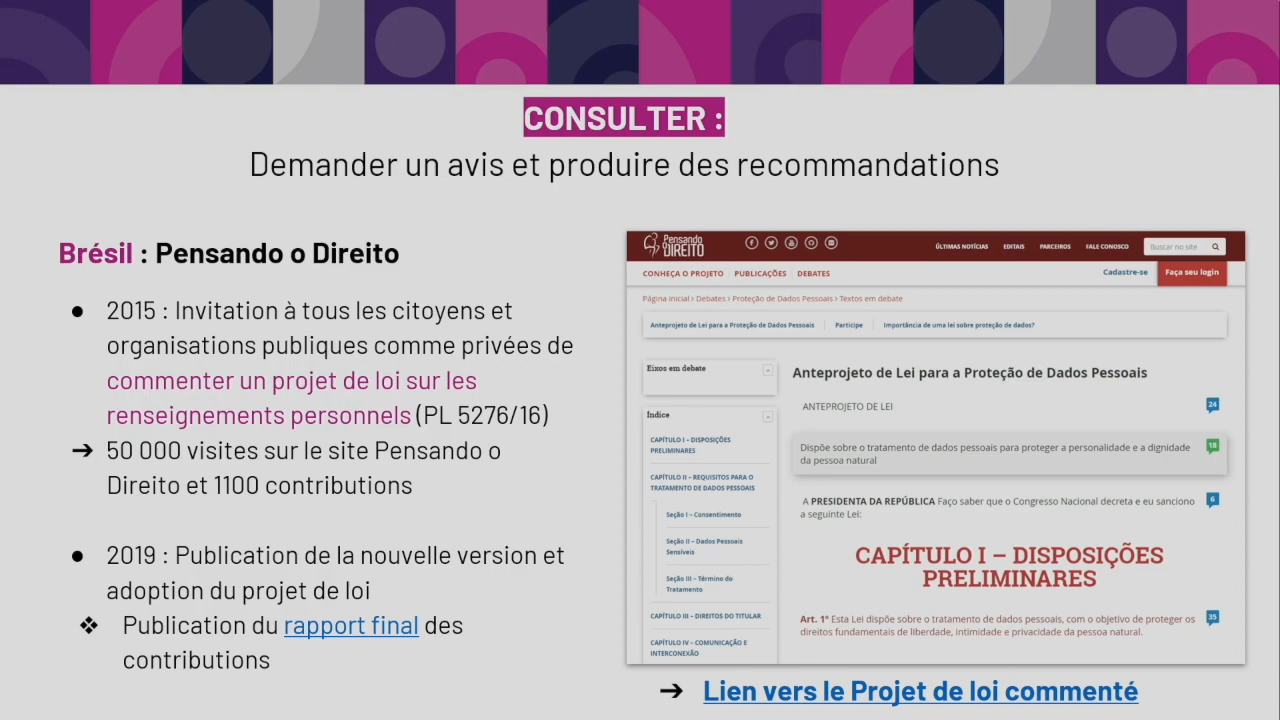 CONSULTER :
Demander un avis et produire des recommandations
Brésil : Pensando o Direito
● 2015 : Invitation à tous les citoyens et
organisations publiques comme privées de
commenter un projet de loi sur les
renseignements personnels (PL 5276/16)
➔ 50 000 visites sur le site Pensando o
Direito et 1100 contributions
● 2019 : Publication de la nouvelle version et
adoption du projet de loi
❖ Publication du rapport final des
contributions
Pensando
o DIREITO
ÚLTIMAS NOTÍCIAS EDITAIS PARCEIROS FALE CONOSCO
Buscar no site
CONHEÇA O PROJETO PUBLICAÇÕES DEBATES
Cadastre-se Faça seu login
Página inicial › Debates › Proteção de Dados Pessoais › Textos em debate
Anteprojeto de Lei para a Proteção de Dados Pessoais Participe Importância de uma lei sobre proteção de dados?
Eixos em debate
Índice
CAPÍTULO I – DISPOSIÇÕES
PRELIMINARES
CAPÍTULO II – REQUISITOS PARA O
TRATAMENTO DE DADOS PESSOAIS
Seção I – Consentimento
Seção II – Dados Pessoais
Sensíveis
Seção III – Término do
Tratamento
CAPÍTULO III – DIREITOS DO TITULAR
CAPÍTULO IV – COMUNICAÇÃO E
INTERCONEXÃO
Anteprojeto de Lei para a Proteção de Dados Pessoais
ANTEPROJETO DE LEI 24
Dispõe sobre o tratamento de dados pessoais para proteger a personalidade e a dignidade 18
da pessoa natural
A PRESIDENTA DA REPÚBLICA Faço saber que o Congresso Nacional decreta e eu sanciono 6
a seguinte Lei:
CAPÍTULO I – DISPOSIÇÕES
PRELIMINARES
Art. 1º Esta Lei dispõe sobre o tratamento de dados pessoais, com o objetivo de proteger os 35
direitos fundamentais de liberdade, intimidade e privacidade da pessoa natural.
➔ Lien vers le Projet de loi commenté